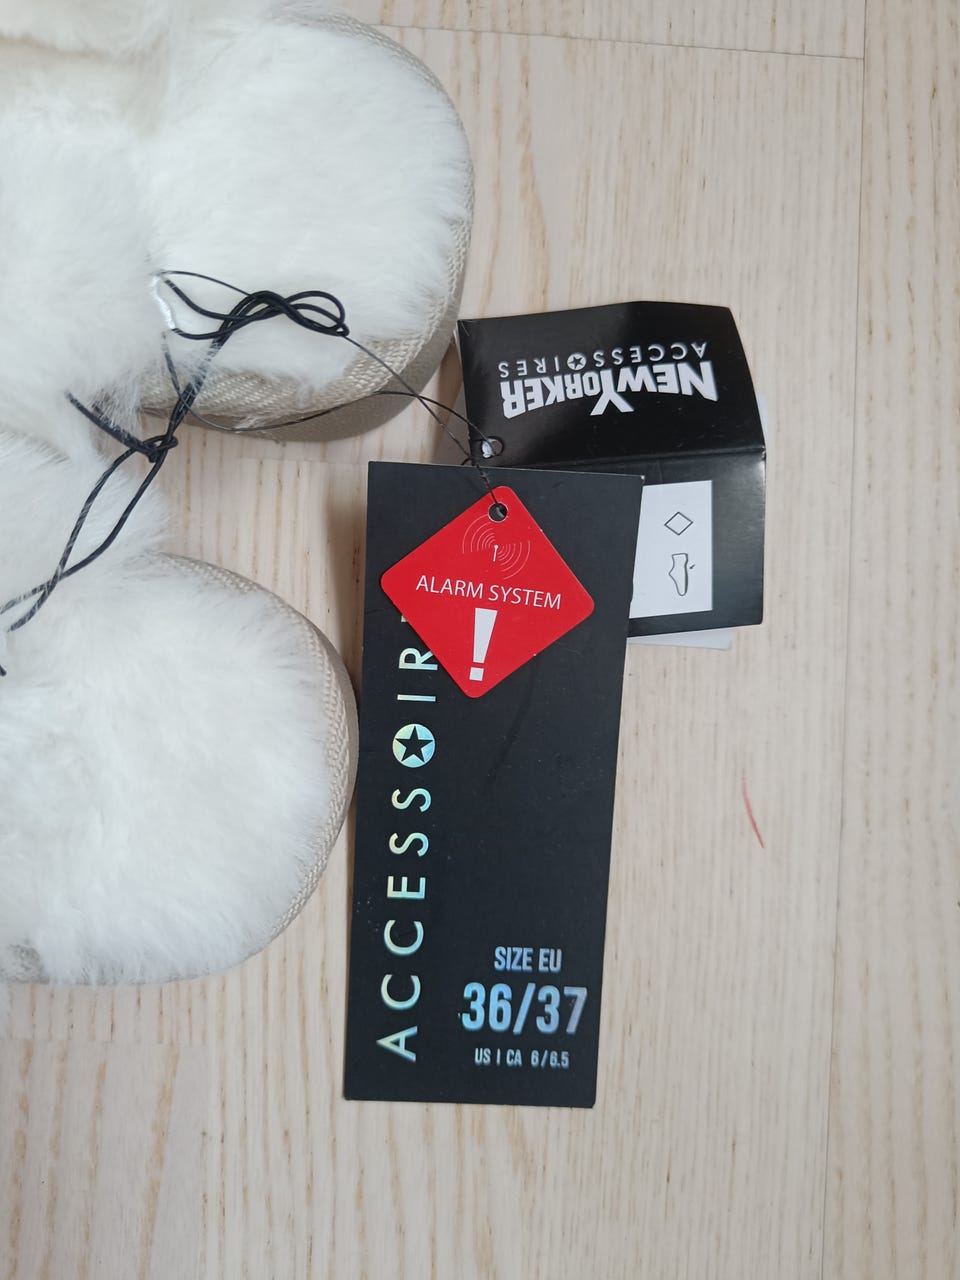 NEWYORKER
ACCESSOIRES
ALARM SYSTEM
!
ACCESSOIR
SIZE EU
36/37
US | CA 6/6.5